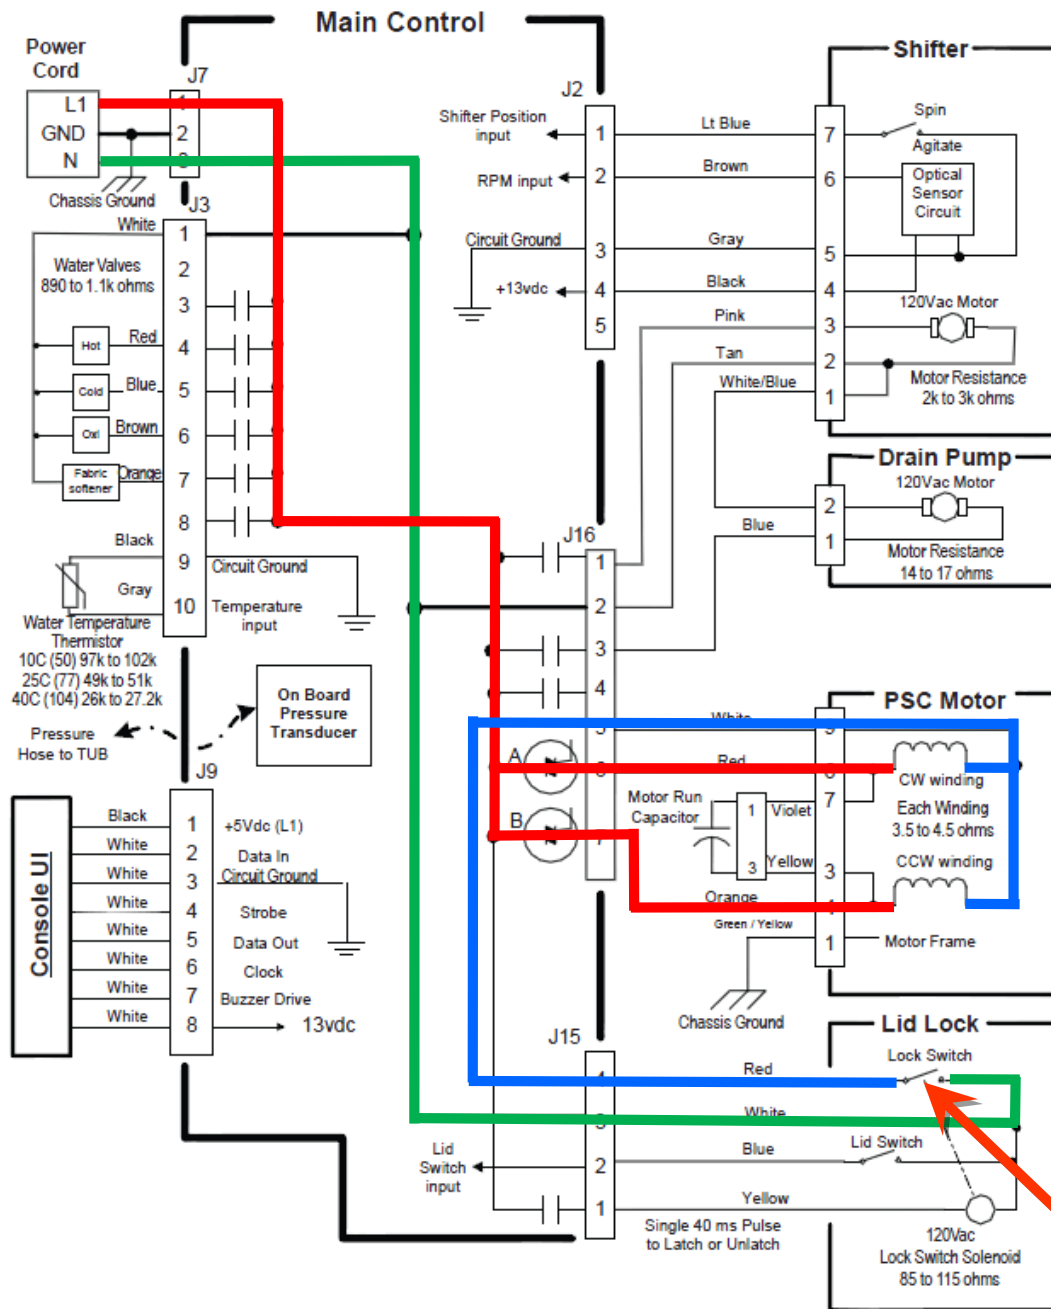 Main Control
Power
Cord
L1
GND
N
Chassis Ground
J7
1
2
3
J3
White
1
2
3
4
5
6
7
8
9
10
Water Valves
890 to 1.1k ohms
Hot
Red
Cold
Blue
Oxi
Brown
Fabric
softener
Orange
Black
Gray
Circuit Ground
Temperature
input
Water Temperature
Thermistor
10C (50) 97k to 102k
25C (77) 49k to 51k
40C (104) 26k to 27.2k
Pressure
Hose to TUB
On Board
Pressure
Transducer
J9
Console UI
Black
White
White
White
White
White
White
White
1
2
3
4
5
6
7
8
+5Vdc (L1)
Data In
Circuit Ground
Strobe
Data Out
Clock
Buzzer Drive
13vdc
J2
Shifter Position
input
RPM input
Circuit Ground
+13vdc
1
2
3
4
5
Lt Blue
Brown
Gray
Black
Pink
Tan
White/Blue
Shifter
7
6
5
4
3
2
1
Spin
Agitate
Optical
Sensor
Circuit
120Vac Motor
Motor Resistance
2k to 3k ohms
Drain Pump
120Vac Motor
2
1
Blue
Motor Resistance
14 to 17 ohms
J16
1
2
3
4
5
6
7
A
B
PSC Motor
White
Red
Violet
Yellow
Orange
Green / Yellow
Motor Run
Capacitor
1
3
7
3
1
CW winding
Each Winding
3.5 to 4.5 ohms
CCW winding
Motor Frame
Chassis Ground
J15
4
3
2
1
Lid
Switch
input
Red
White
Blue
Yellow
Single 40 ms Pulse
to Latch or Unlatch
Lid Lock
Lock Switch
Lid Switch
120Vac
Lock Switch Solenoid
85 to 115 ohms